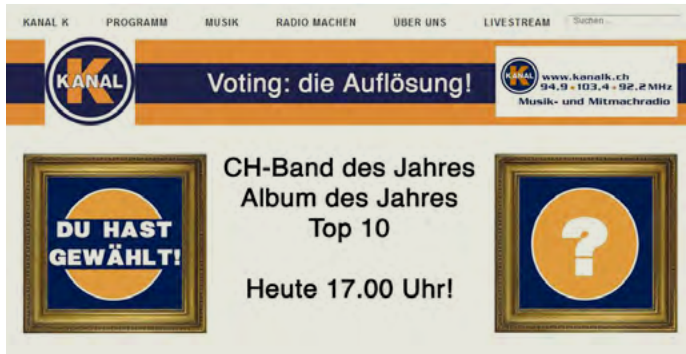 KANAL K PROGRAMM MUSIK RADIO MACHEN ÜBER UNS LIVESTREAM Suchen...
KANAL K
Voting: die Auflösung!
KANAL K
www.kanalk.ch
94,9 • 103,4 • 92.2 MHz
Musik- und Mitmachradio
DU HAST
GEWÄHLT!
CH-Band des Jahres
Album des Jahres
Top 10
Heute 17.00 Uhr!
?